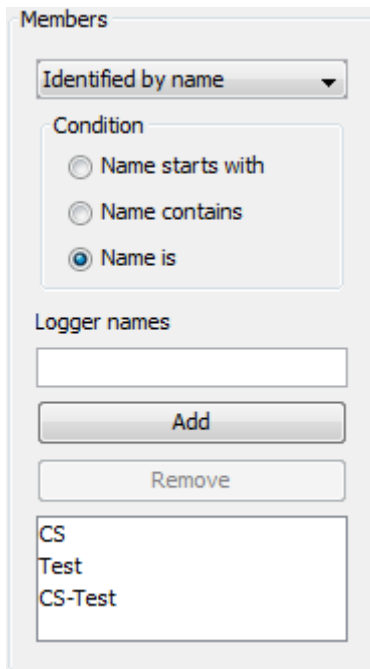 Members
Identified by name
Condition
Name starts with
Name contains
Name is
Logger names
Add
Remove
CS
Test
CS-Test